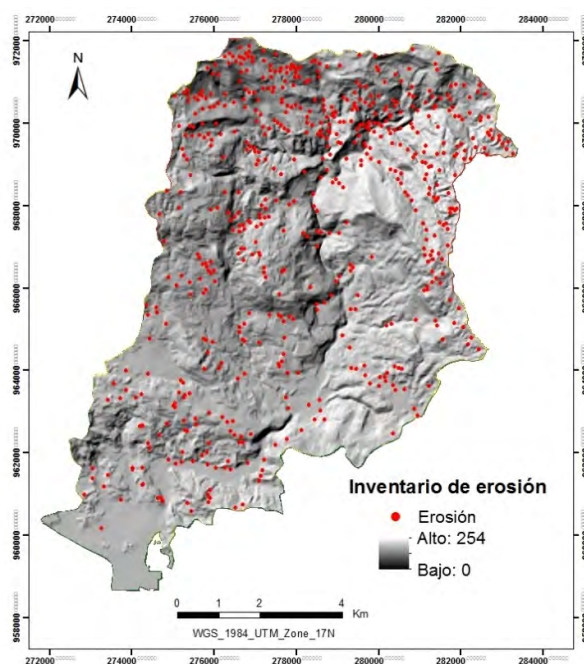 272000 274000 276000 278000 280000 282000 284000
972000
970000
968000
966000
964000
962000
960000
958000
N
Inventario de erosión
Erosión
Alto: 254
Bajo: 0
0 1 2 4
Km
WGS_1984_UTM_Zone_17N
272000 274000 276000 278000 280000 282000 284000